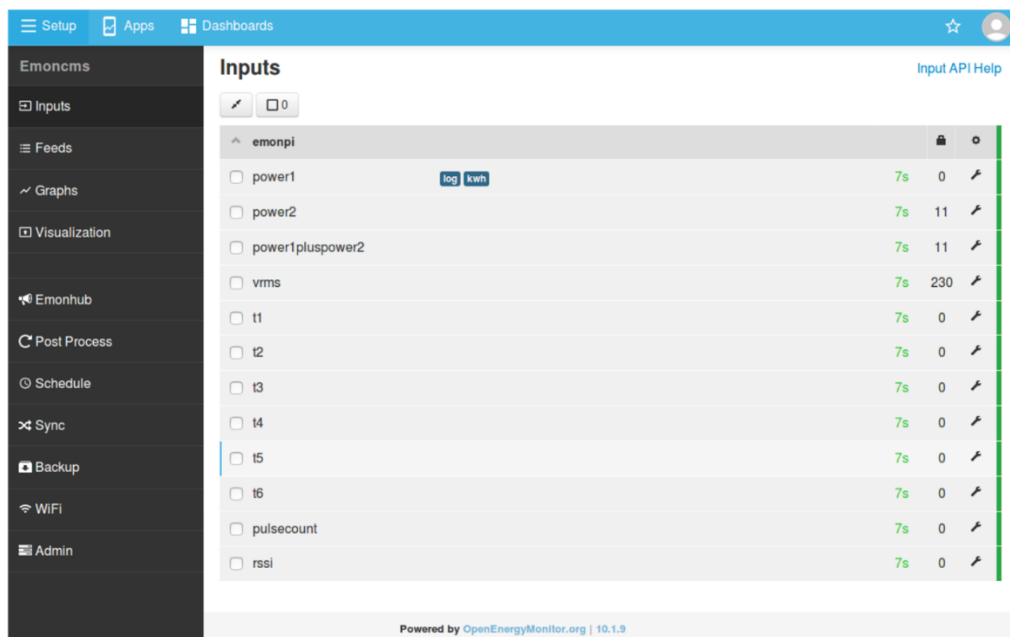 Setup Apps Dashboards
Emoncms
Inputs
Feeds
Graphs
Visualization
Emonhub
Post Process
Schedule
Sync
Backup
WiFi
Admin
Inputs
Input API Help
0
emonpi
power1 log kwh 7s 0
power2 7s 11
power1pluspower2 7s 11
vrms 7s 230
t1 7s 0
t2 7s 0
t3 7s 0
t4 7s 0
t5 7s 0
t6 7s 0
pulsecount 7s 0
rssi 7s 0
Powered by OpenEnergyMonitor.org | 10.1.9